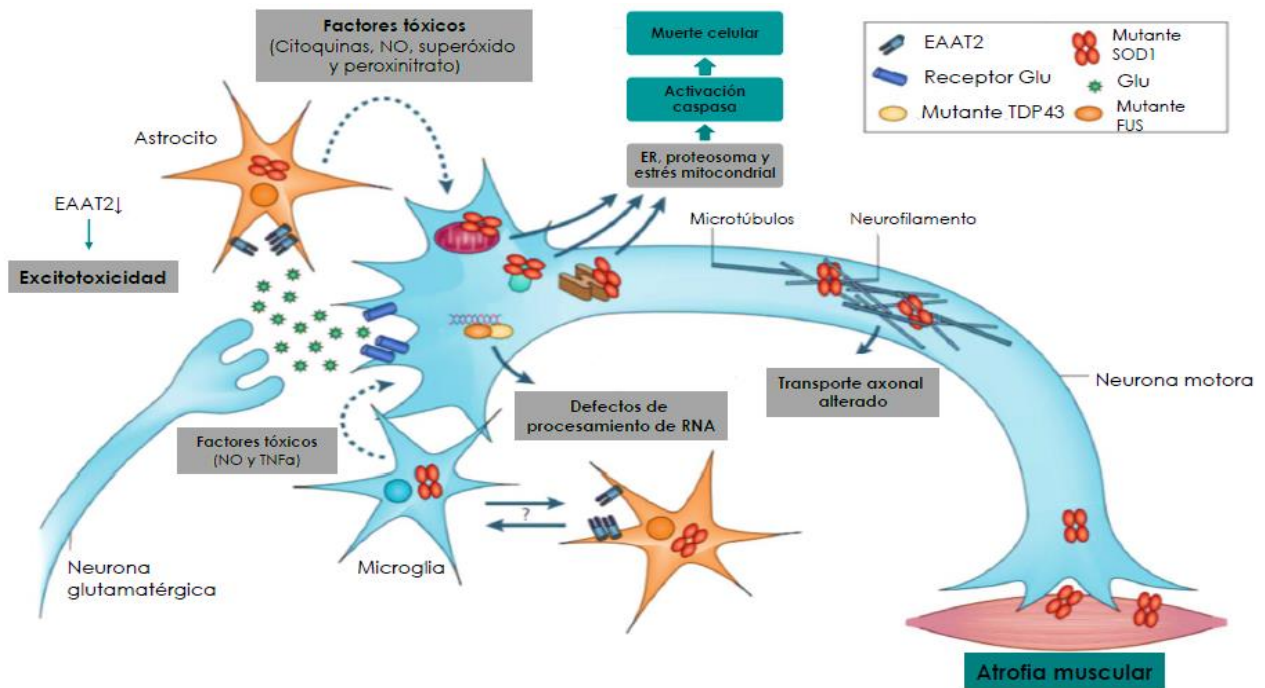 Factores tóxicos
(Citoquinas, NO, superóxido
y peroxinitrato)
Muerte celular
Activación
caspasa
ER, proteosoma y
estrés mitocondrial
EAAT2
Receptor Glu
Mutante TDP43
Mutante
SOD1
Glu
Mutante
FUS
Astrocito
EAAT2↓
Excitotoxicidad
Microtúbulos
Neurofilamento
Transporte axonal
alterado
Neurona motora
Defectos de
procesamiento de RNA
Factores tóxicos
(NO y TNFa)
?
Neurona
glutamatérgica
Microglia
Atrofia muscular